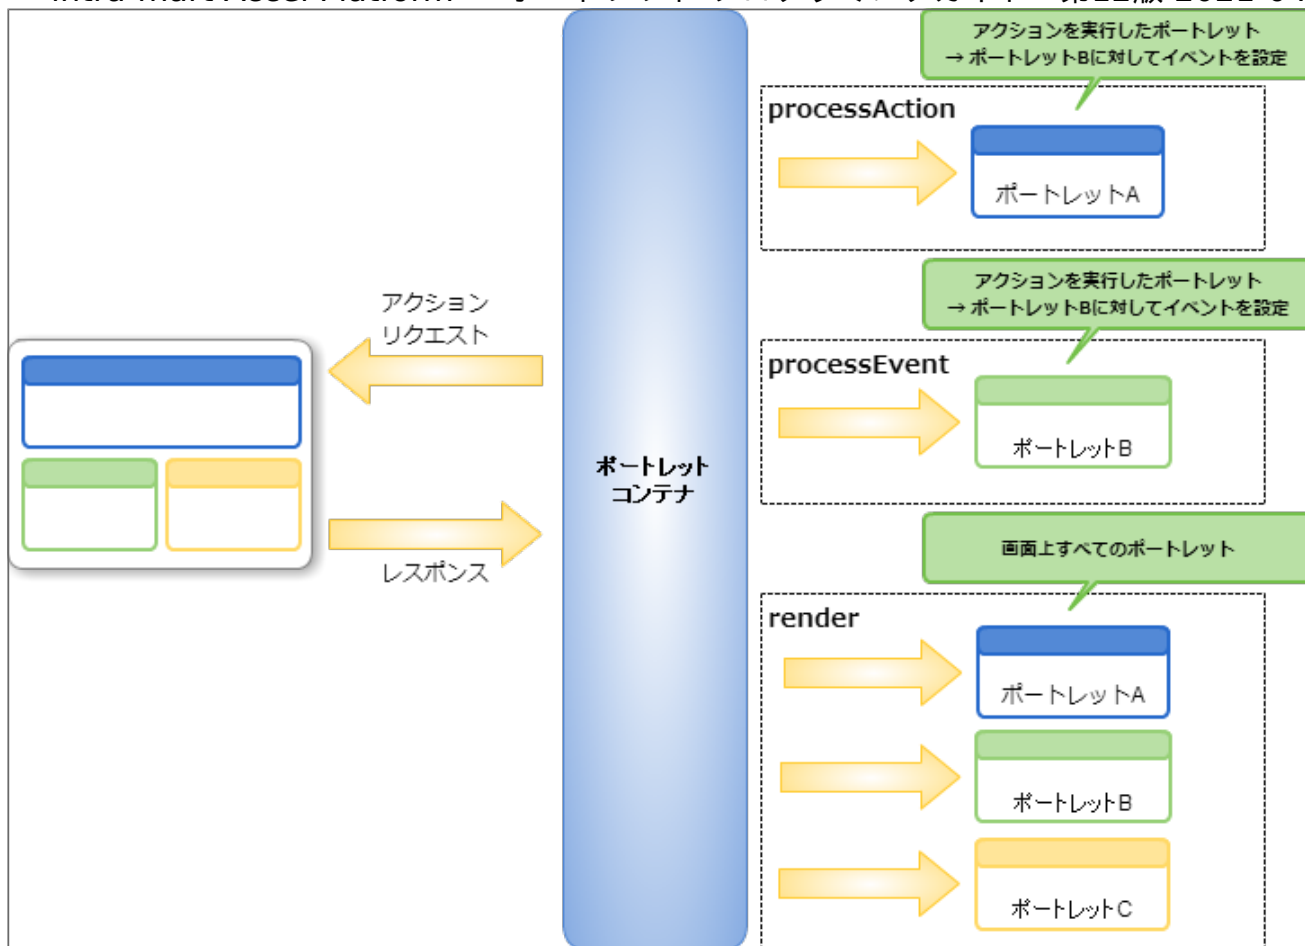 アクションを実行したポートレット
→ ポートレットBに対してイベントを設定
processAction
ポートレットA
アクション
リクエスト
アクションを実行したポートレット
→ ポートレットBに対してイベントを設定
processEvent
ポートレットB
ポートレット
コンテナ
レスポンス
画面上すべてのポートレット
render
ポートレットA
ポートレットB
ポートレットC